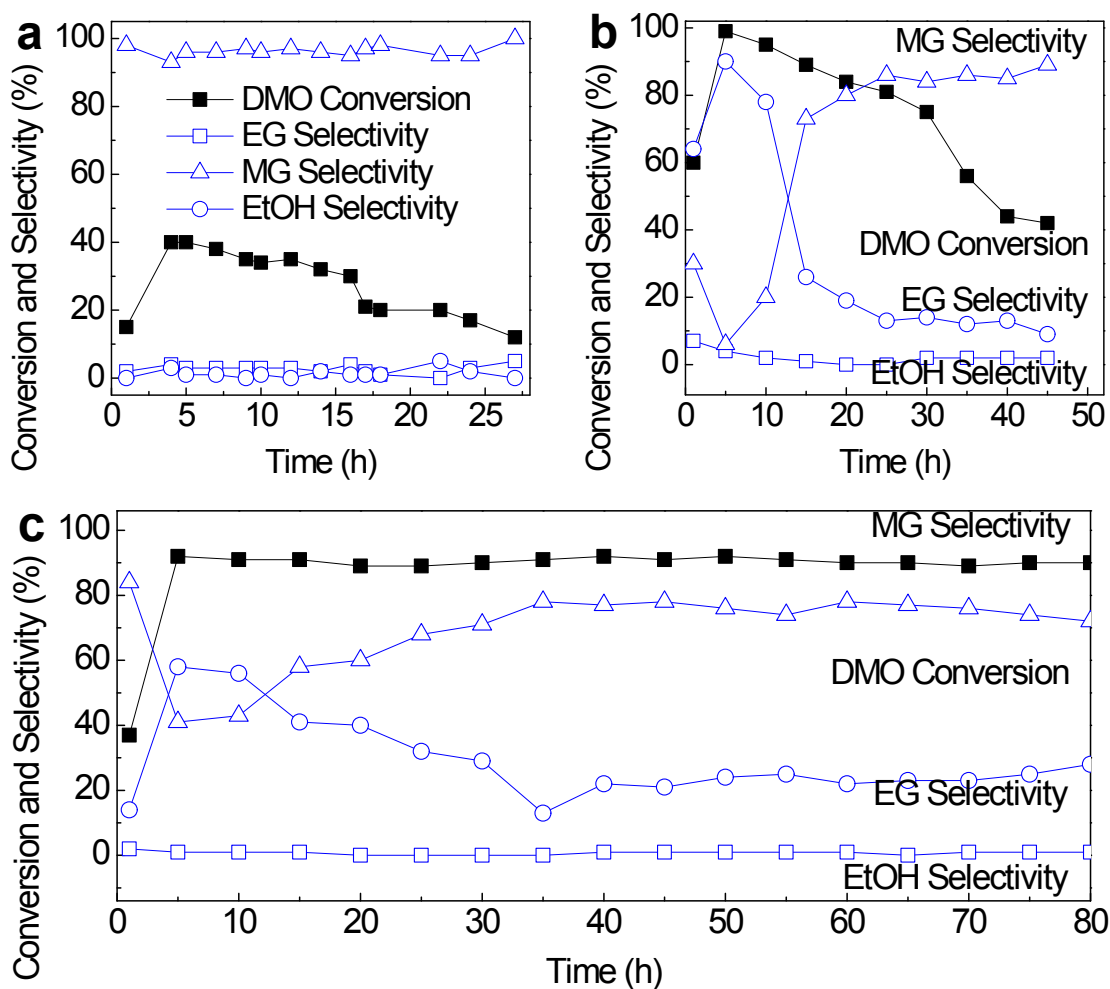 a
Conversion and Selectivity (%)
100
80
60
40
20
0
DMO Conversion
EG Selectivity
MG Selectivity
EtOH Selectivity
0 5 10 15 20 25
Time (h)
b
Conversion and Selectivity (%)
100
80
60
40
20
0
MG Selectivity
DMO Conversion
EG Selectivity
EtOH Selectivity
0 10 20 30 40 50
Time (h)
c
Conversion and Selectivity (%)
100
80
60
40
20
0
MG Selectivity
DMO Conversion
EG Selectivity
EtOH Selectivity
0 10 20 30 40 50 60 70 80
Time (h)